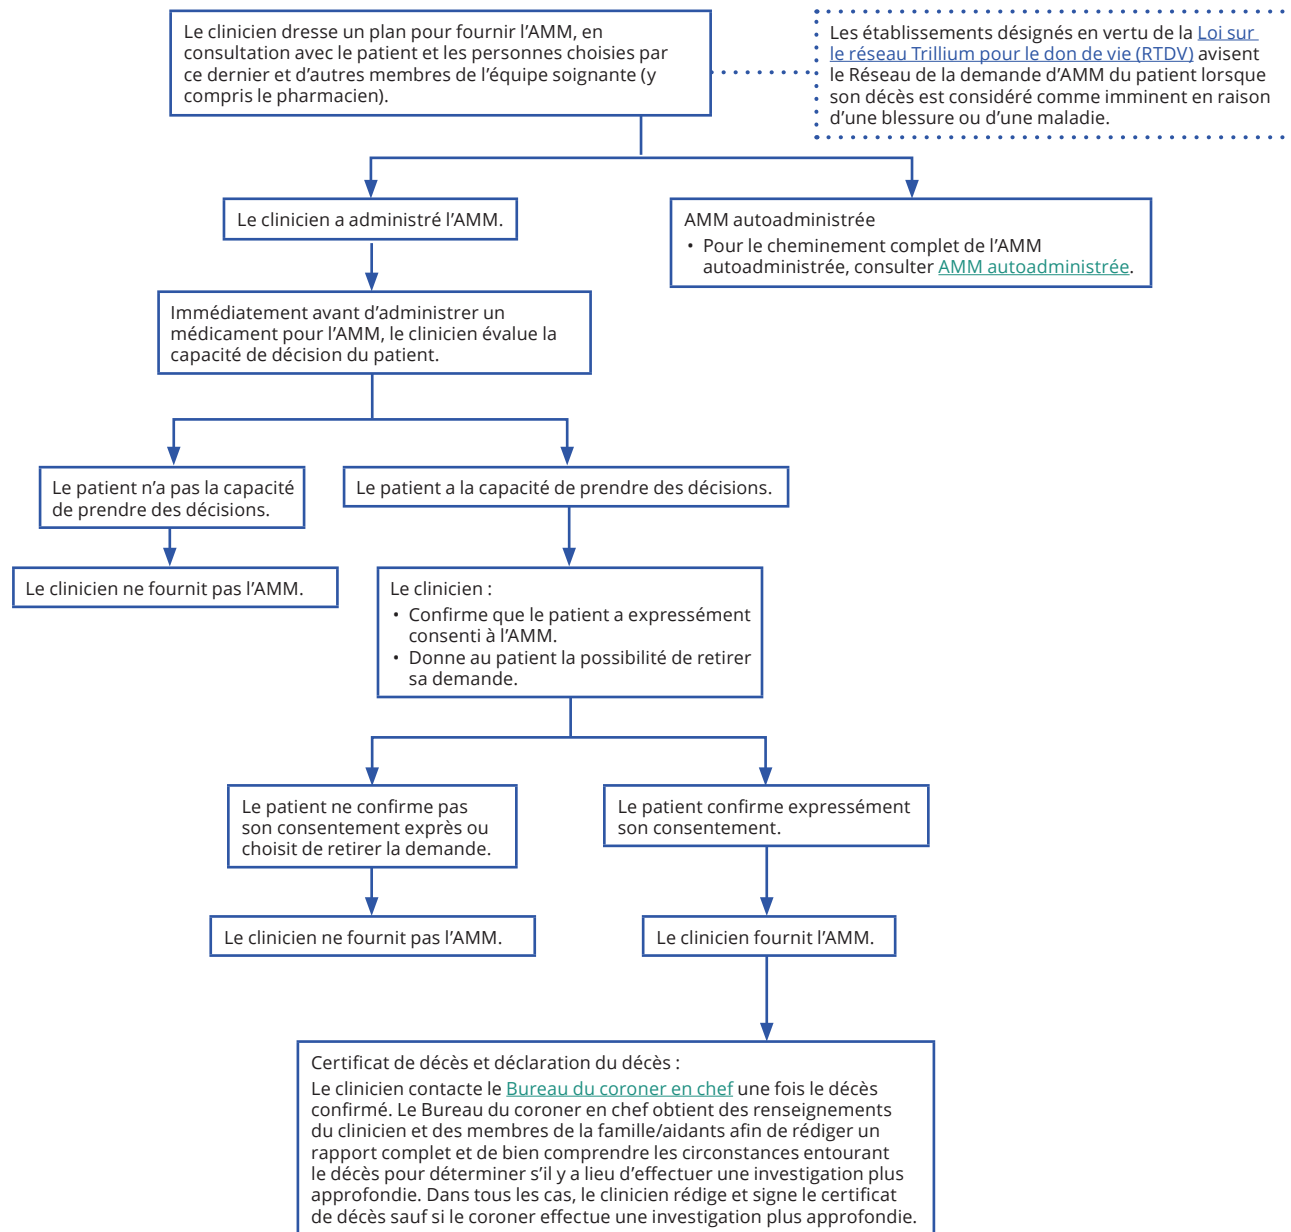 Le clinicien dresse un plan pour fournir l’AMM, en
consultation avec le patient et les personnes choisies par
ce dernier et d’autres membres de l’équipe soignante (y
compris le pharmacien).
Les établissements désignés en vertu de la Loi sur
le réseau Trillium pour le don de vie (RTDV) avisent
le Réseau de la demande d’AMM du patient lorsque
son décès est considéré comme imminent en raison
d’une blessure ou d’une maladie.
Le clinicien a administré l’AMM.
AMM autoadministrée
• Pour le cheminement complet de l’AMM
autoadministrée, consulter AMM autoadministrée.
Immédiatement avant d’administrer un
médicament pour l’AMM, le clinicien évalue la
capacité de décision du patient.
Le patient n’a pas la capacité
de prendre des décisions.
Le patient a la capacité de prendre des décisions.
Le clinicien ne fournit pas l’AMM.
Le clinicien :
• Confirme que le patient a expressément
consenti à l’AMM.
• Donne au patient la possibilité de retirer
sa demande.
Le patient ne confirme pas
son consentement exprès ou
choisit de retirer la demande.
Le patient confirme expressément
son consentement.
Le clinicien ne fournit pas l’AMM.
Le clinicien fournit l’AMM.
Certificat de décès et déclaration du décès :
Le clinicien contacte le Bureau du coroner en chef une fois le décès
confirmé. Le Bureau du coroner en chef obtient des renseignements
du clinicien et des membres de la famille/aidants afin de rédiger un
rapport complet et de bien comprendre les circonstances entourant
le décès pour déterminer s’il y a lieu d’effectuer une investigation plus
approfondie. Dans tous les cas, le clinicien rédige et signe le certificat
de décès sauf si le coroner effectue une investigation plus approfondie.